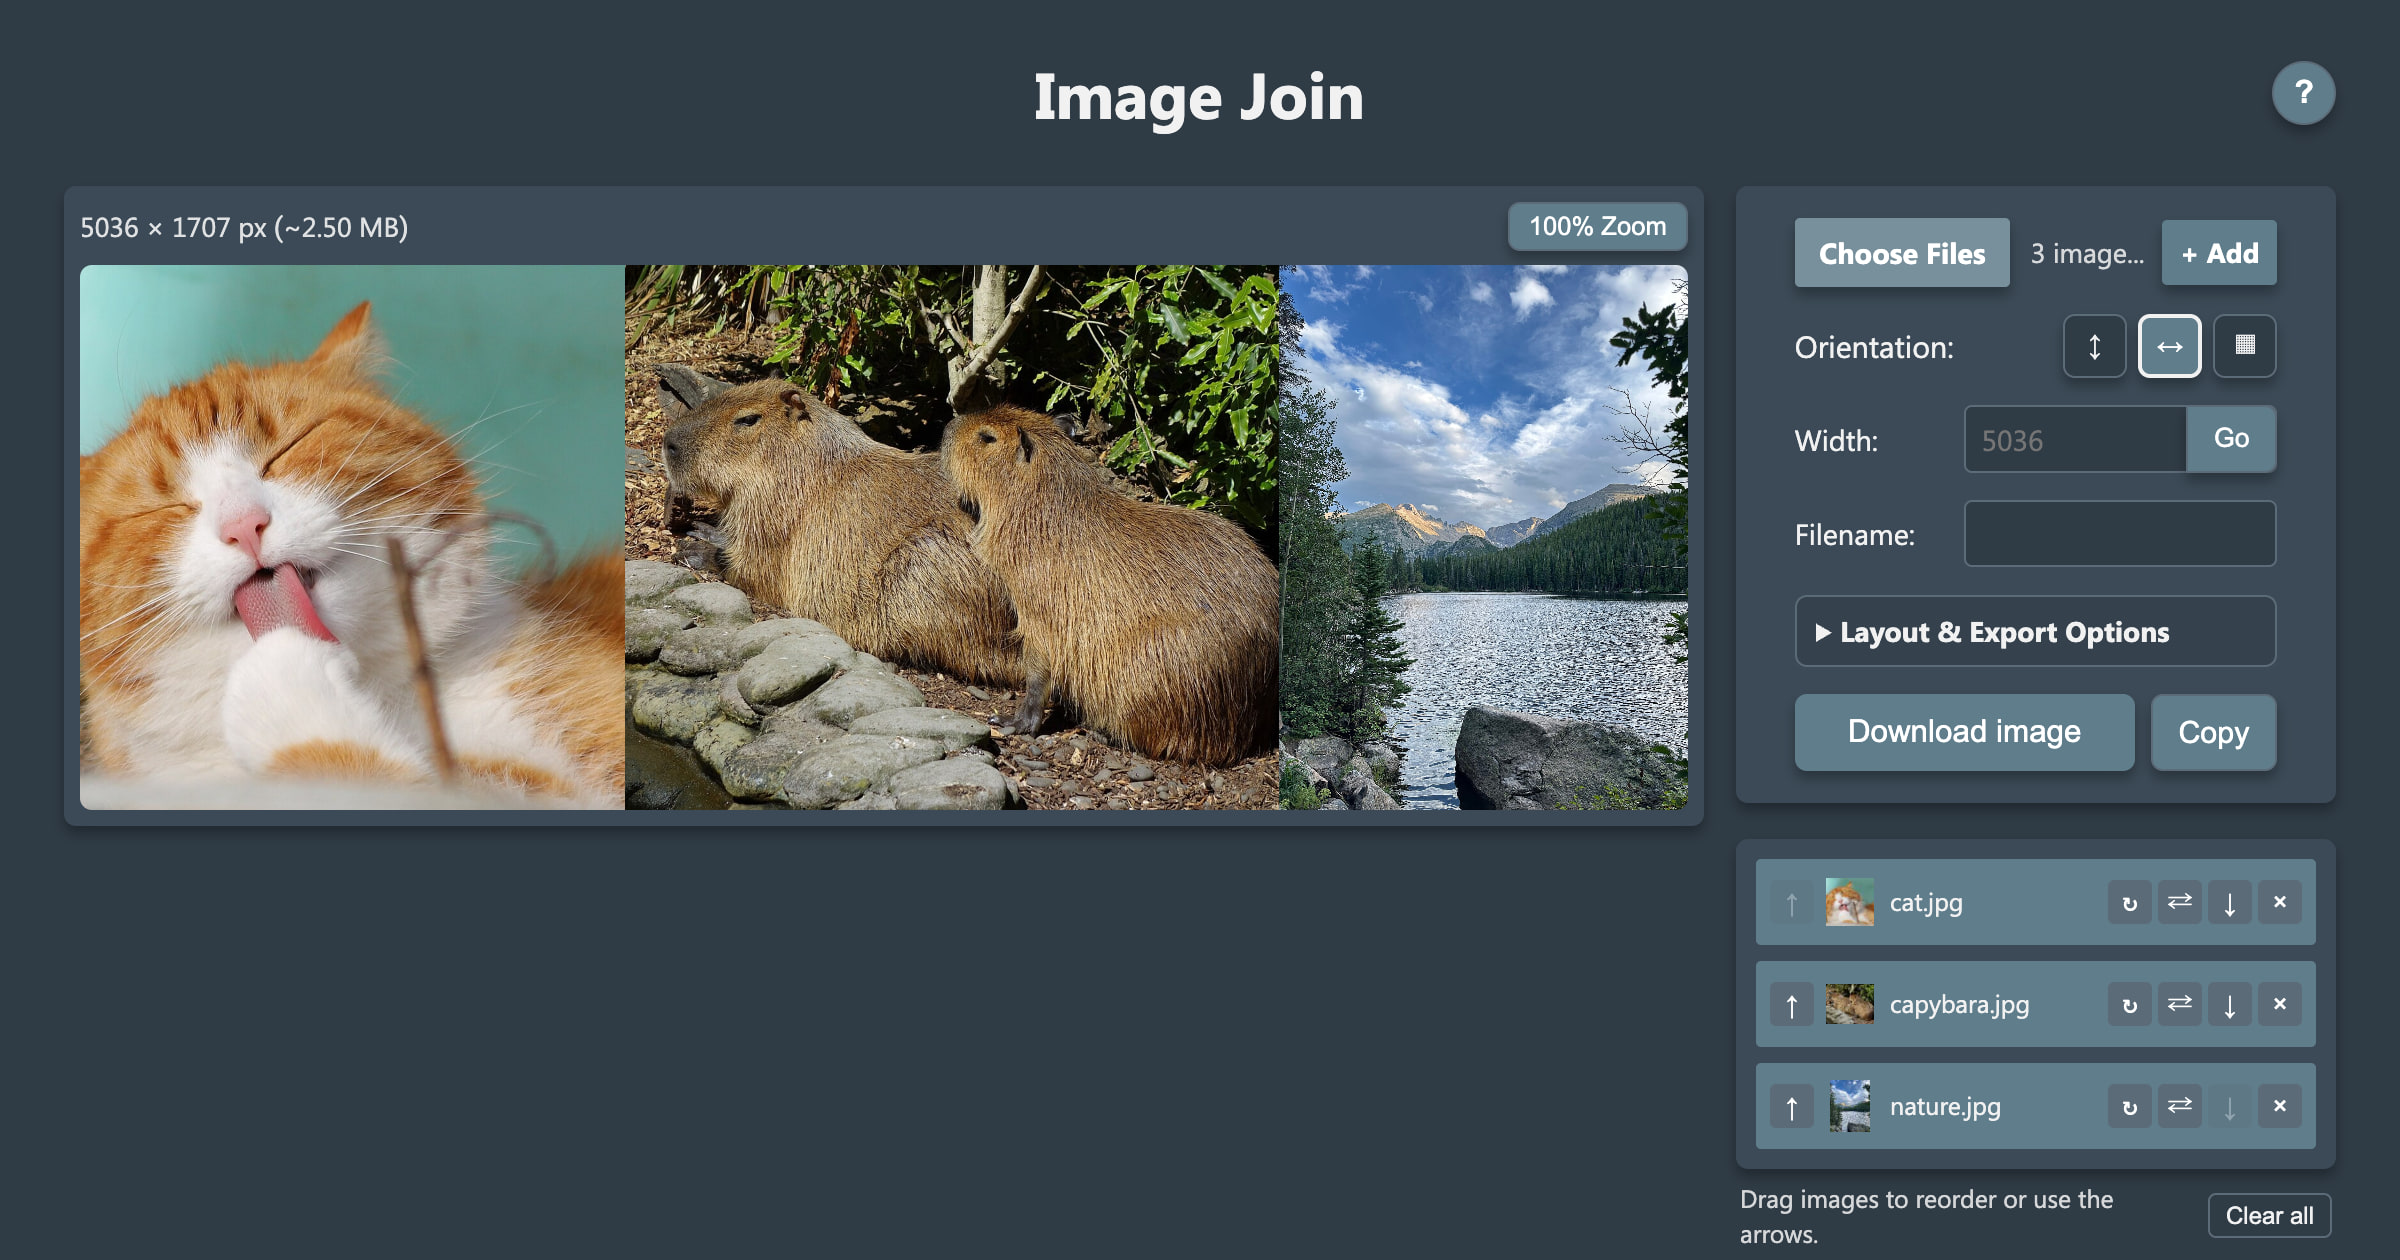 Image Join
?
5036 × 1707 px (~2.50 MB)
100% Zoom
Choose Files
3 image...
+ Add
Orientation:
↕
↔
▦
Width:
5036
Go
Filename:
▶ Layout & Export Options
Download image
Copy
↑ cat.jpg ↻ ⇄ ↓ ×
↑ capybara.jpg ↻ ⇄ ↓ ×
↑ nature.jpg ↻ ⇄ ↓ ×
Drag images to reorder or use the
arrows.
Clear all